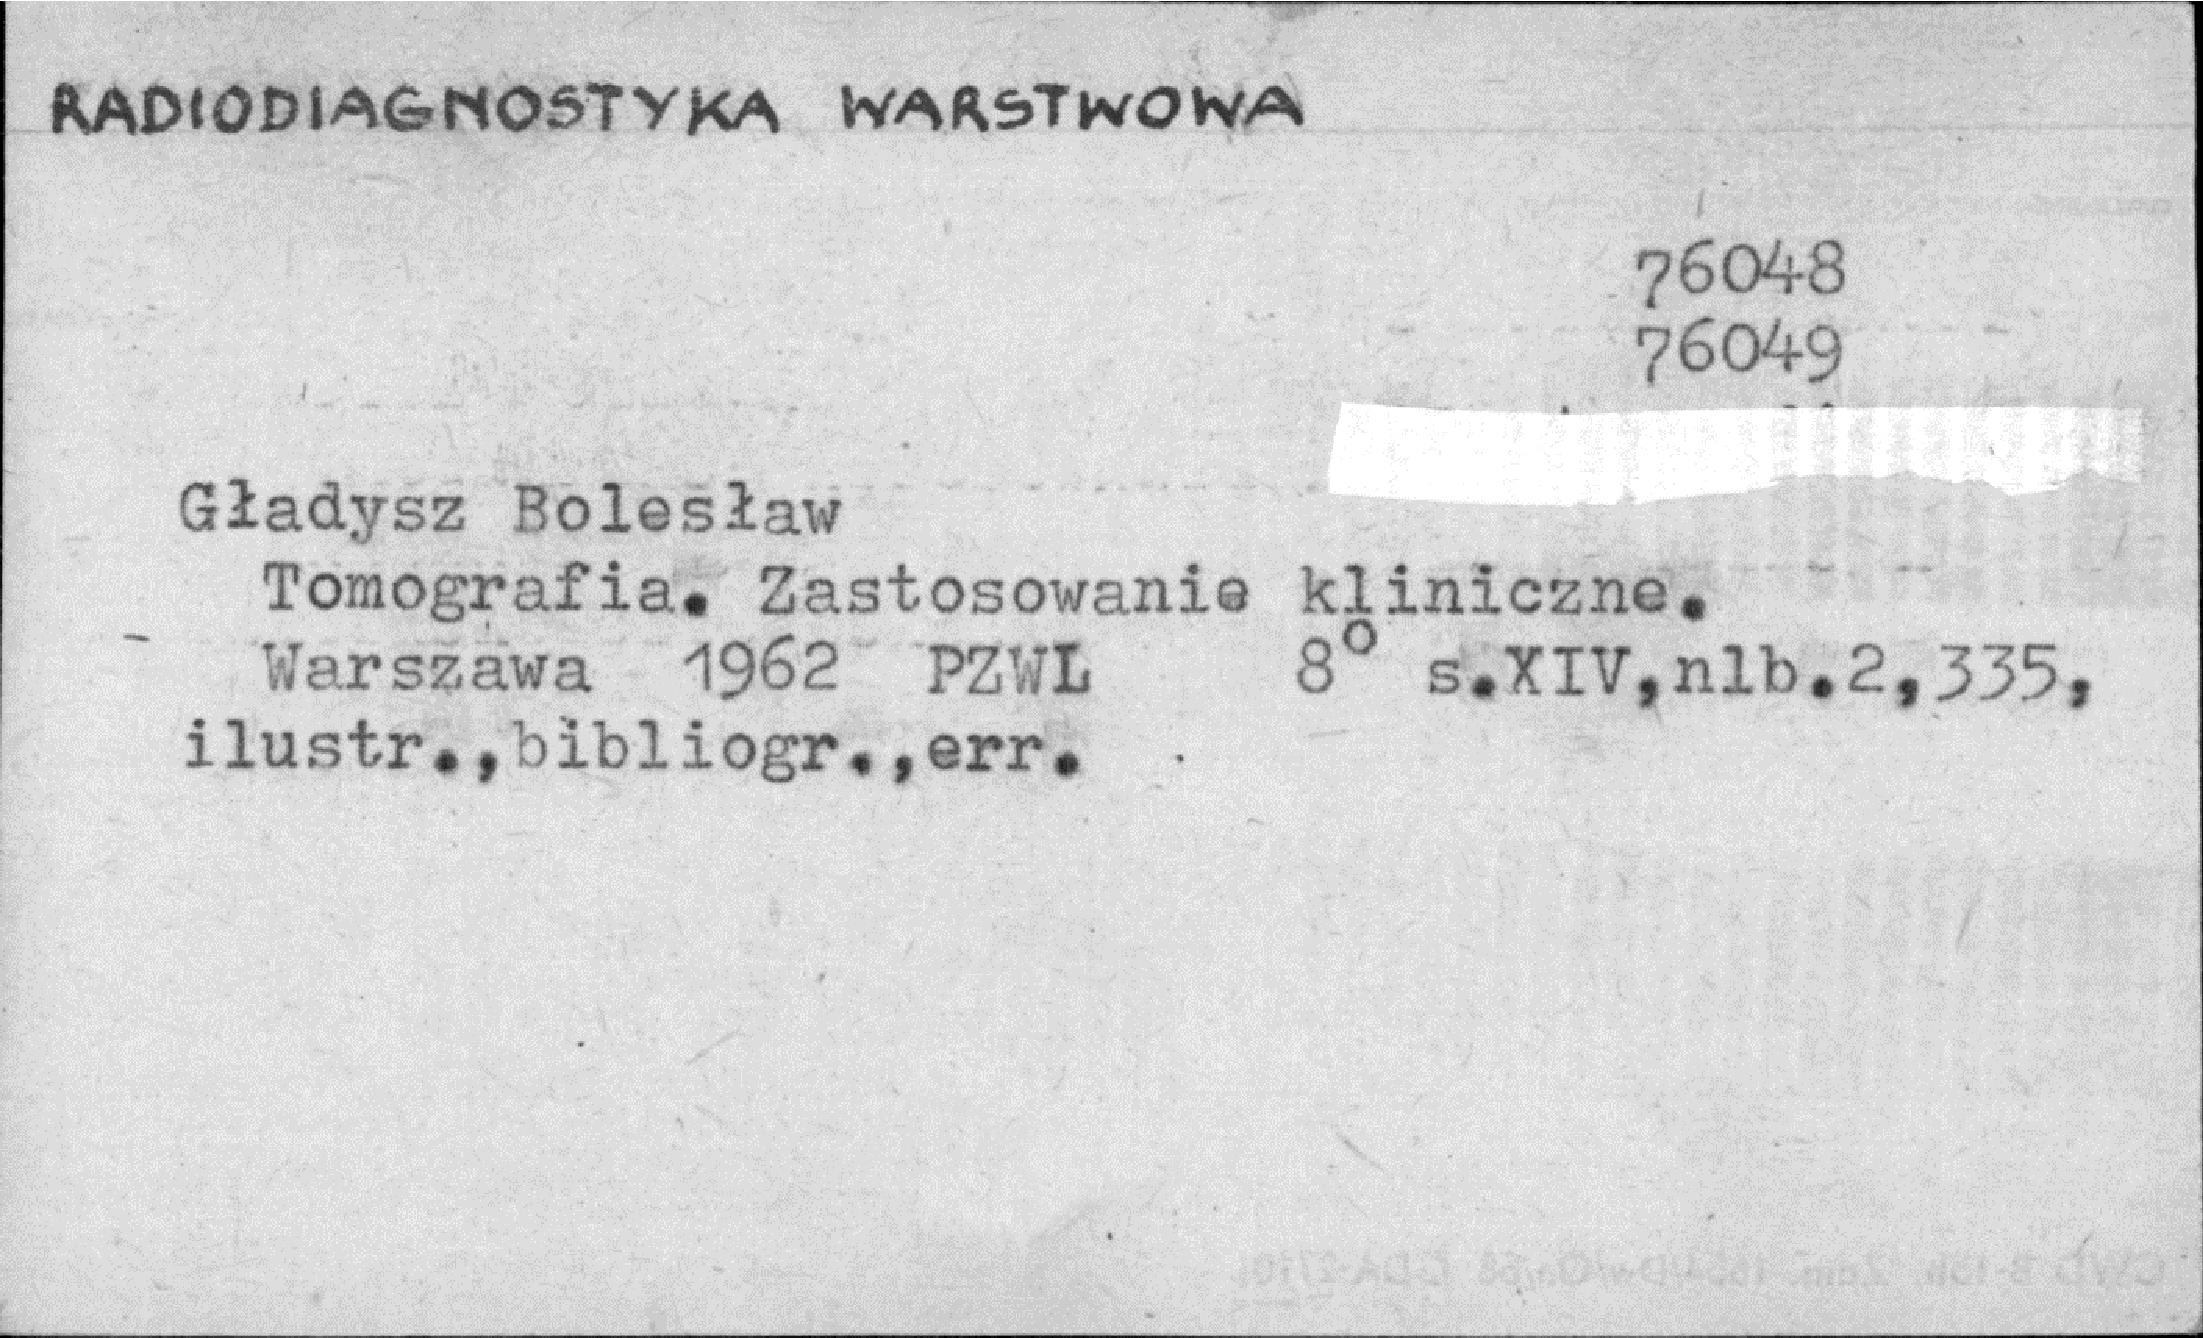 RADIODIAGNOSTYKA WARSTWOWA
76048
76049
Gładysz Bolesław
Tomografia. Zastosowanie kliniczne.
Warszawa 1962 PZWL 8° s.XIV,nlb.2,335,
ilustr.,bibliogr.,err.